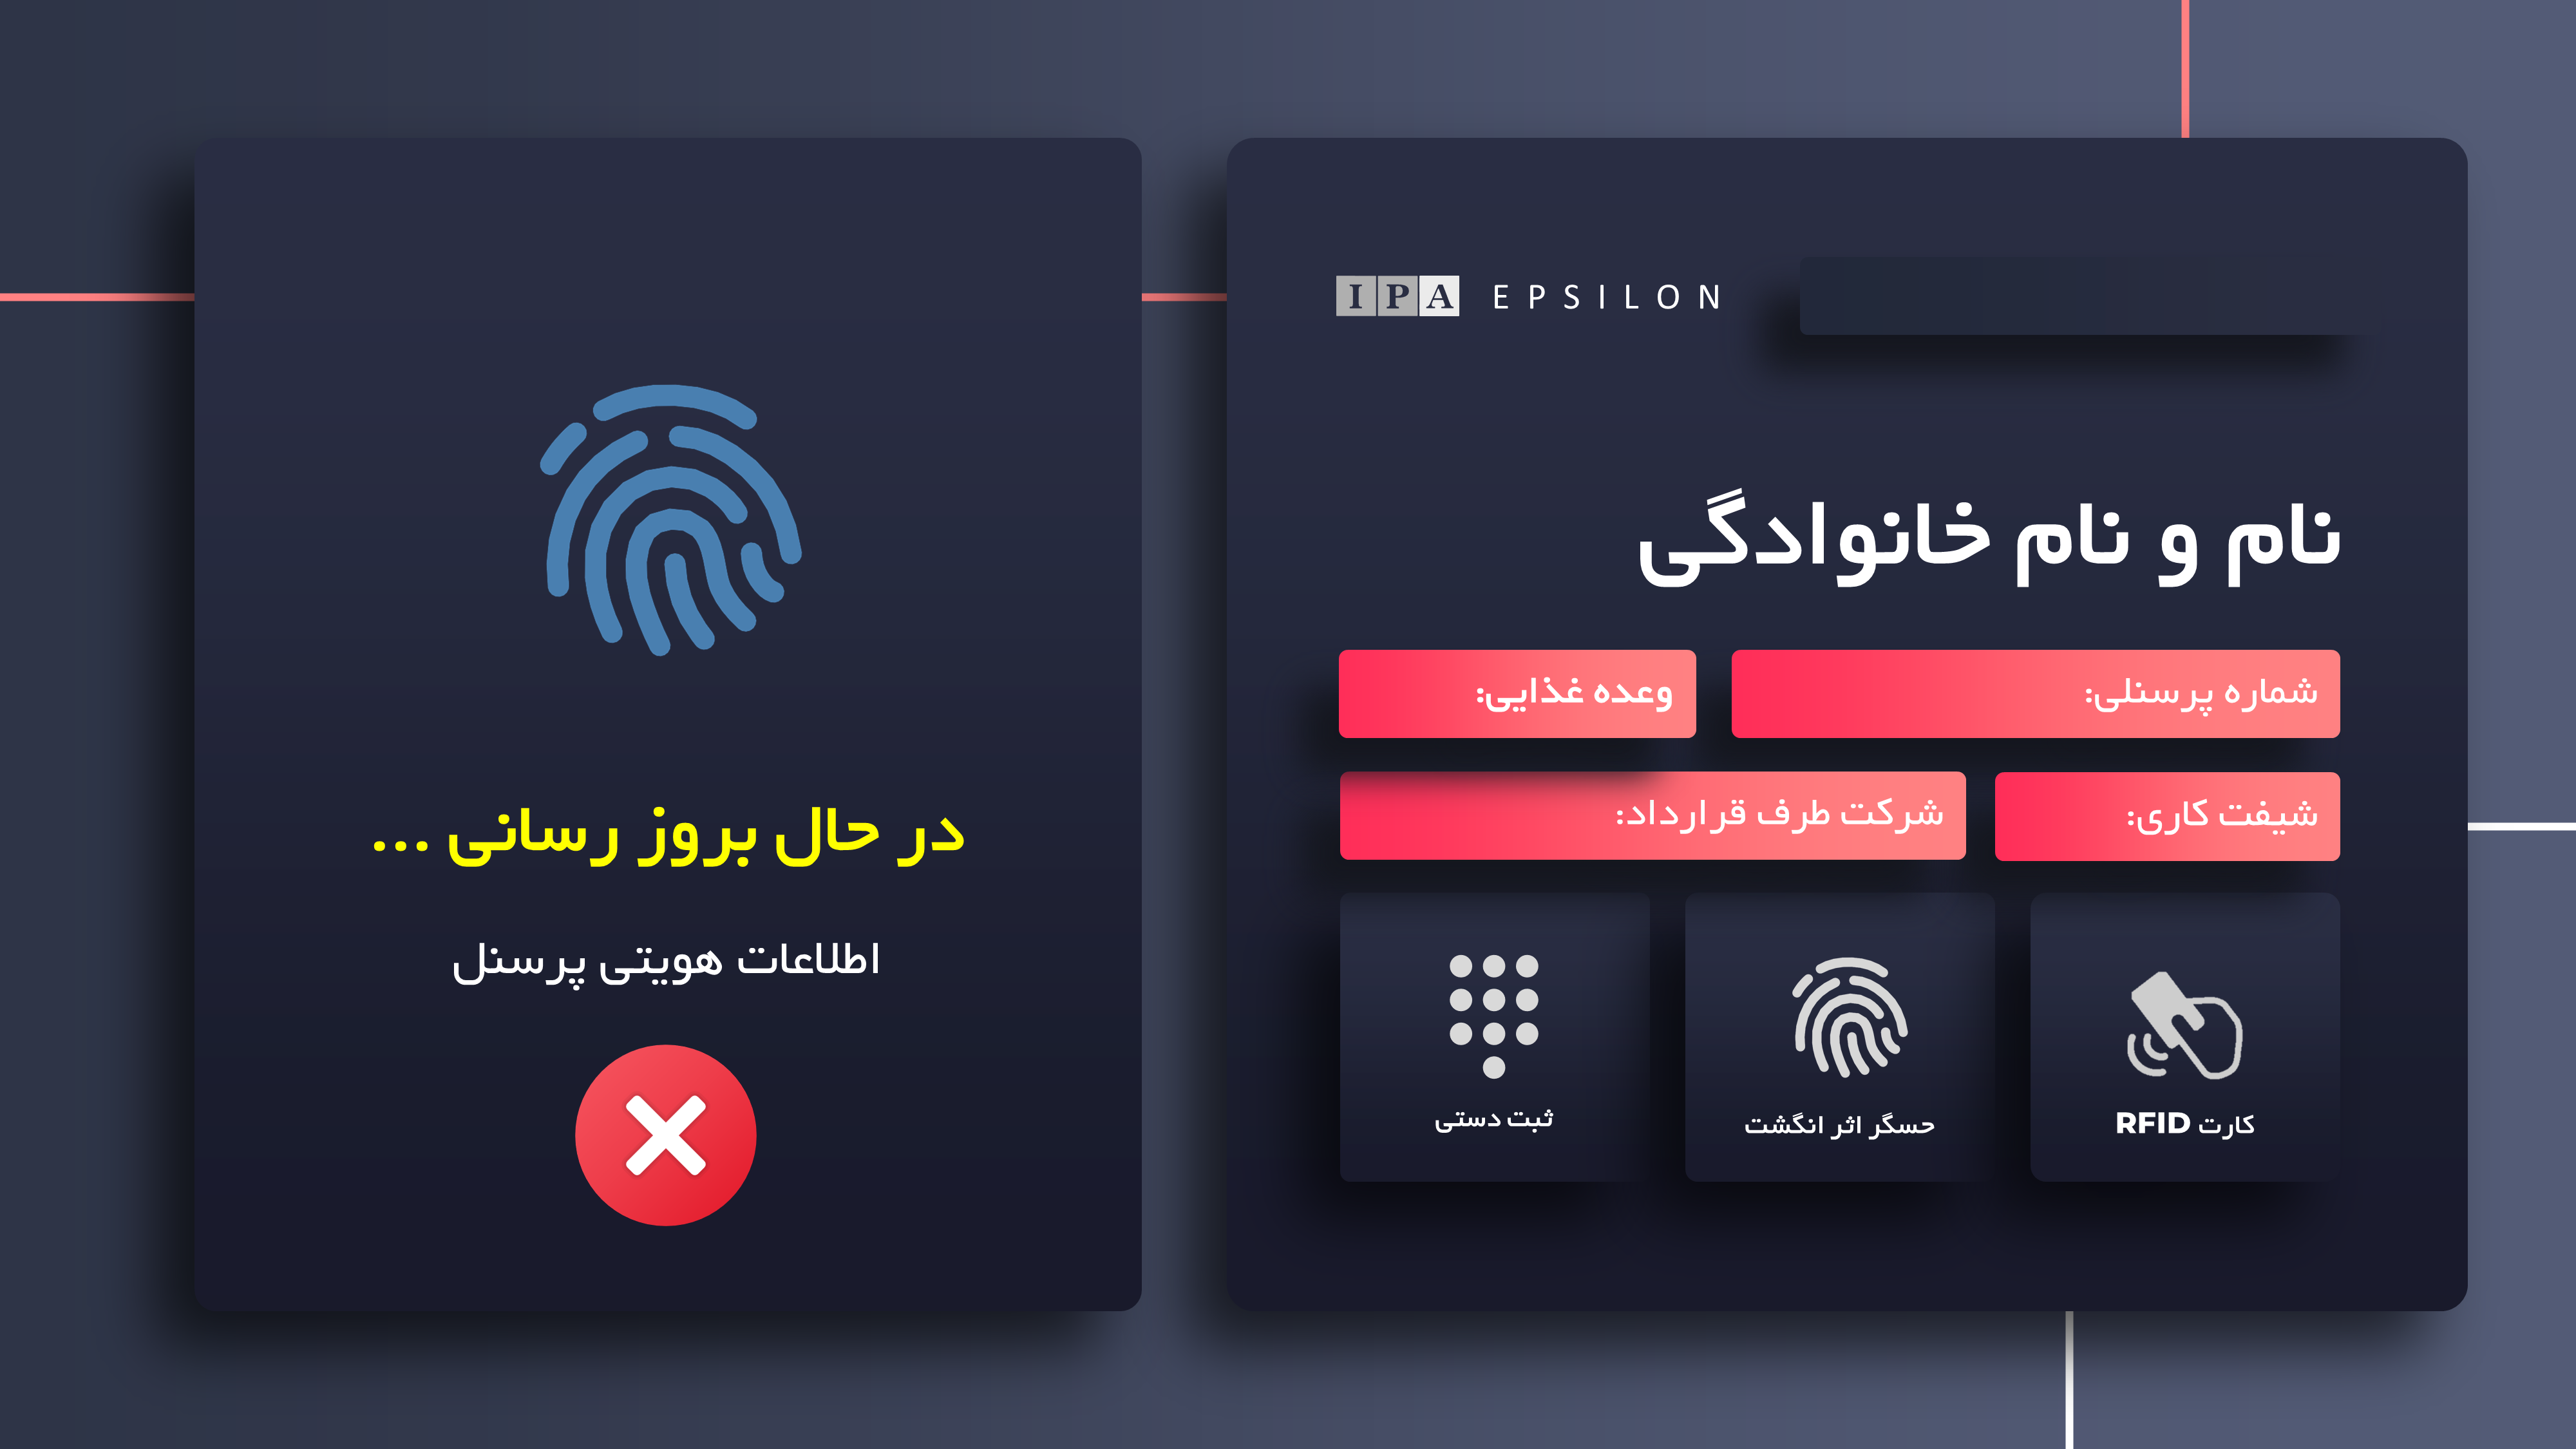 IPA EPSILON
نام و نام خانوادگی
شماره پرسنلی:
وعده غذایی:
شیفت کاری:
شرکت طرف قرارداد:
کارت RFID
حسگر اثر انگشت
ثبت دستی
در حال بروز رسانی ...
اطلاعات هویتی پرسنل